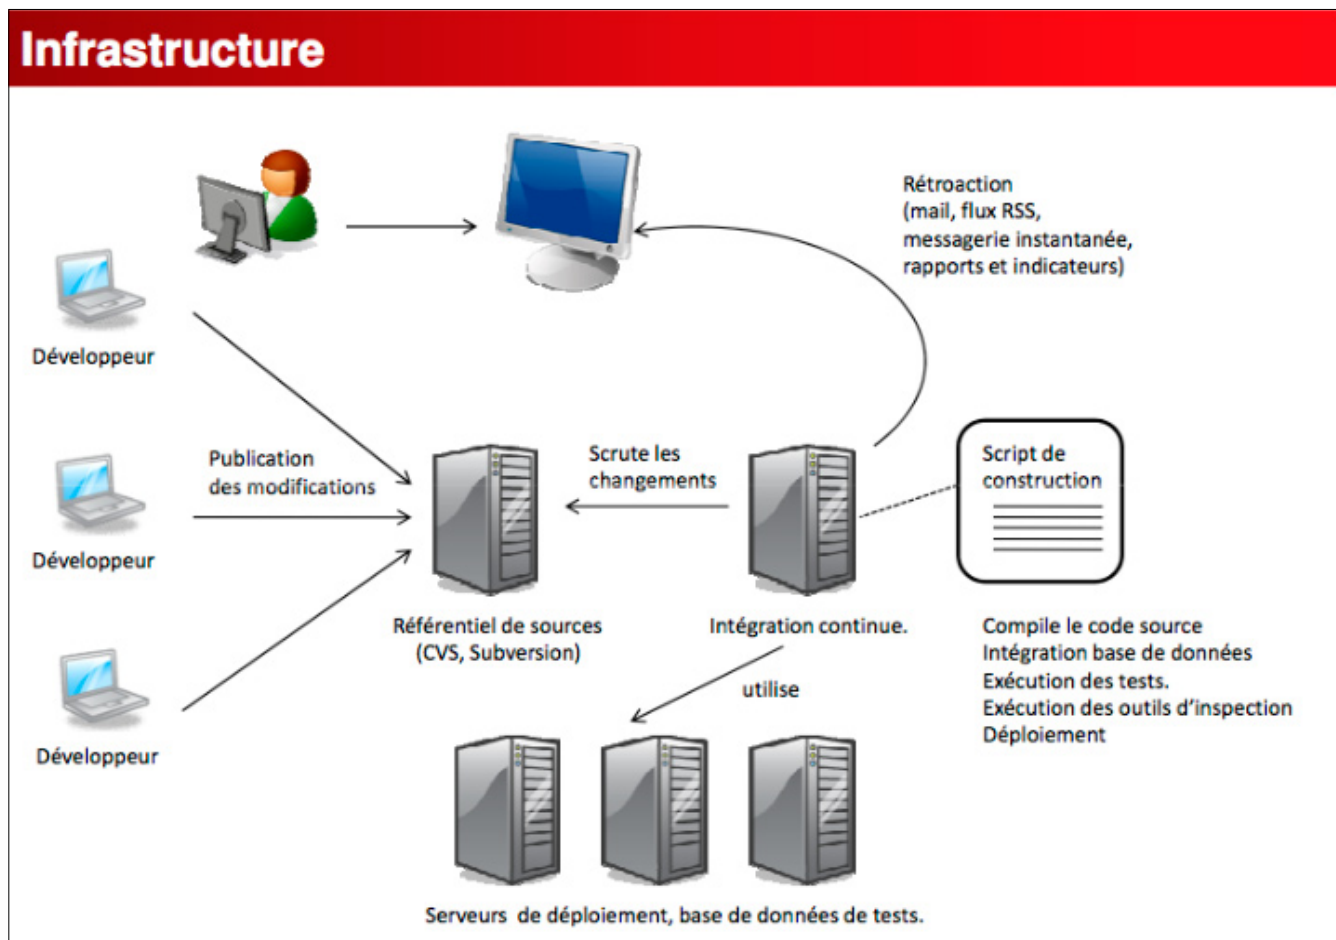 Infrastructure
Rétroaction
(mail, flux RSS,
messagerie instantanée,
rapports et indicateurs)
Développeur
Publication
des modifications
Scrute les
changements
Script de
construction
Développeur
Référentiel de sources
(CVS, Subversion)
Intégration continue.
Compile le code source
Intégration base de données
Exécution des tests.
Exécution des outils d'inspection
Déploiement
utilise
Développeur
Serveurs  de déploiement, base de données de tests.